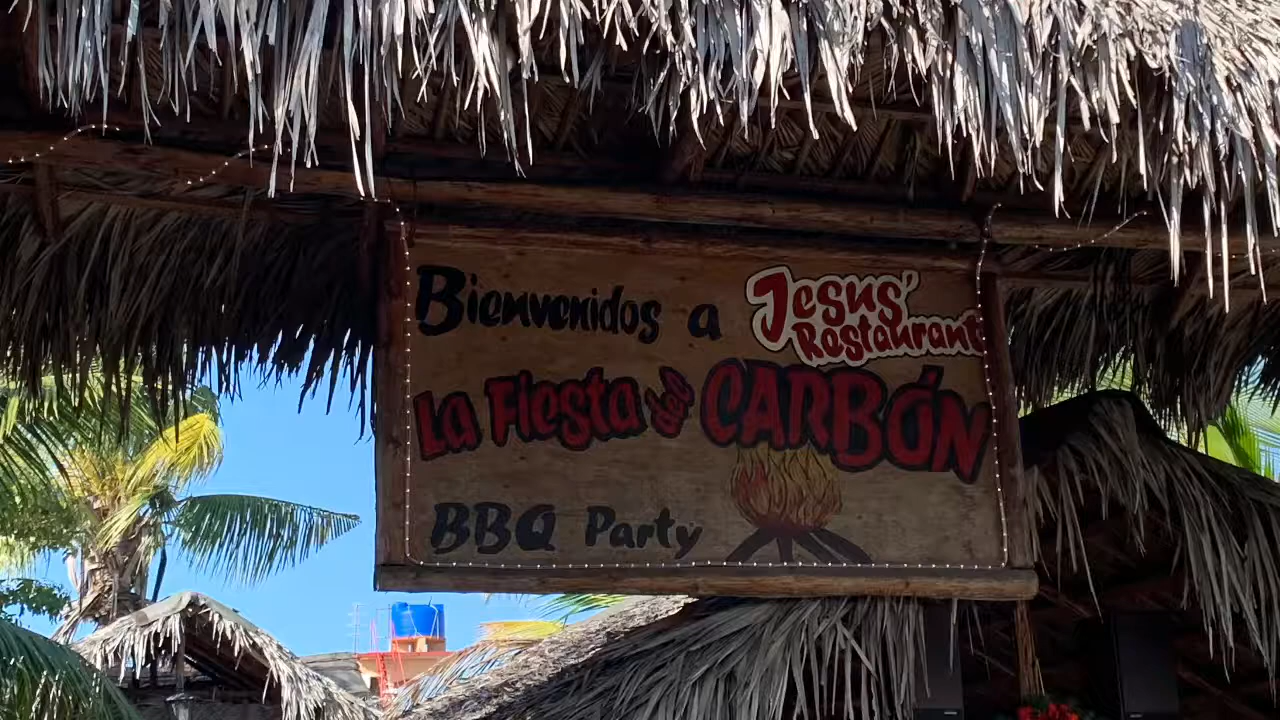 Bienvenidos a Jesus' Restaurant
La Fiesta del CARBÓN
BBQ Party